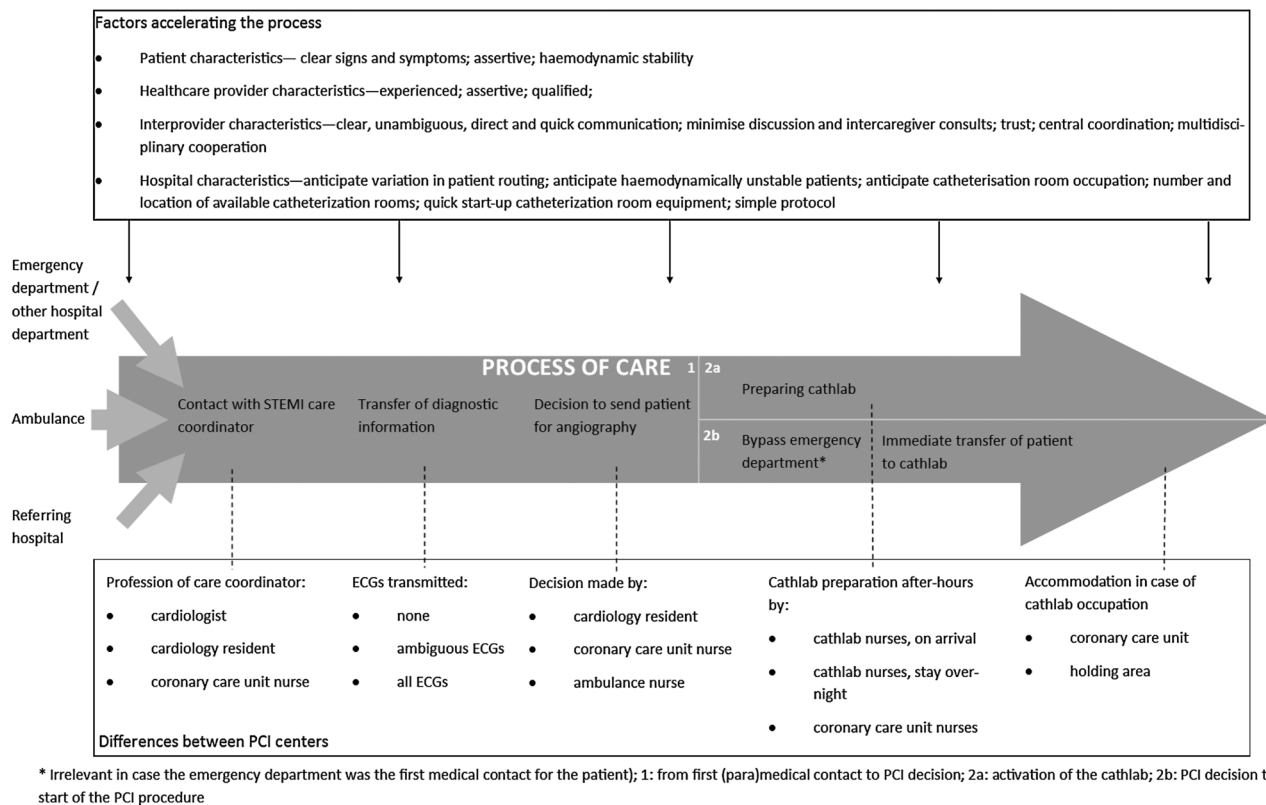 Factors accelerating the process
• Patient characteristics— clear signs and symptoms; assertive; haemodynamic stability
• Healthcare provider characteristics—experienced; assertive; qualified;
• Interprovider characteristics—clear, unambiguous, direct and quick communication; minimise discussion and intercaregiver consults; trust; central coordination; multidisci-
plinary cooperation
• Hospital characteristics—anticipate variation in patient routing; anticipate haemodynamically unstable patients; anticipate catheterisation room occupation; number and
location of available catheterization rooms; quick start-up catheterization room equipment; simple protocol
Emergency
department /
other hospital
department
Ambulance
Referring
hospital
PROCESS OF CARE
1
2a
2b
Contact with STEMI care
coordinator
Transfer of diagnostic
information
Decision to send patient
for angiography
Preparing cathlab
Bypass emergency
department*
Immediate transfer of patient
to cathlab
Profession of care coordinator:
• cardiologist
• cardiology resident
• coronary care unit nurse
ECGs transmitted:
• none
• ambiguous ECGs
• all ECGs
Decision made by:
• cardiology resident
• coronary care unit nurse
• ambulance nurse
Cathlab preparation after-hours
by:
• cathlab nurses, on arrival
• cathlab nurses, stay over-
night
• coronary care unit nurses
Accommodation in case of
cathlab occupation
• coronary care unit
• holding area
Differences between PCI centers
* Irrelevant in case the emergency department was the first medical contact for the patient); 1: from first (para)medical contact to PCI decision; 2a: activation of the cathlab; 2b: PCI decision t
start of the PCI procedure